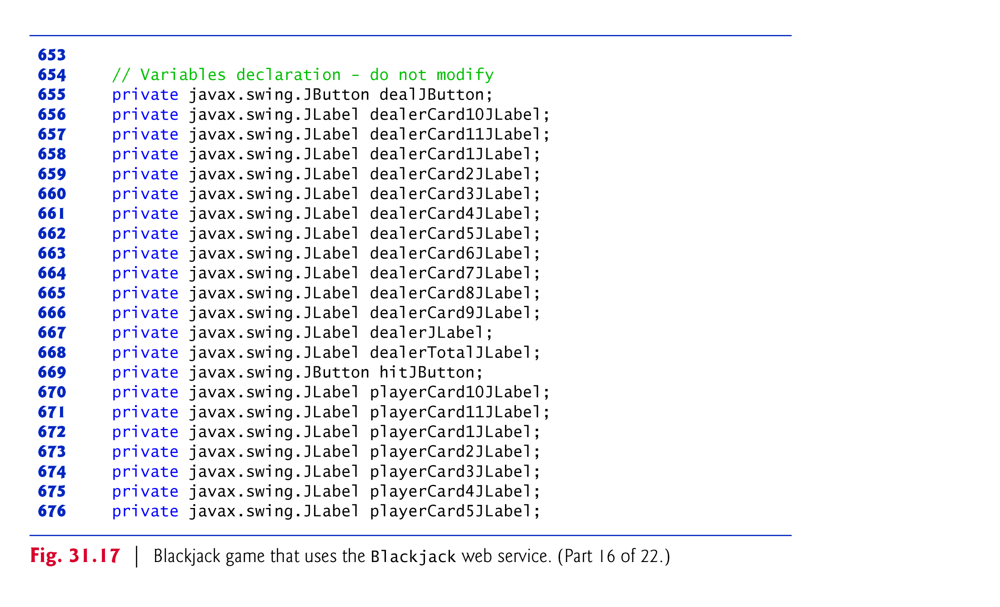 653
654 // Variables declaration - do not modify
655 private javax.swing.JButton dealJButton;
656 private javax.swing.JLabel dealerCard10JLabel;
657 private javax.swing.JLabel dealerCard11JLabel;
658 private javax.swing.JLabel dealerCard1JLabel;
659 private javax.swing.JLabel dealerCard2JLabel;
660 private javax.swing.JLabel dealerCard3JLabel;
661 private javax.swing.JLabel dealerCard4JLabel;
662 private javax.swing.JLabel dealerCard5JLabel;
663 private javax.swing.JLabel dealerCard6JLabel;
664 private javax.swing.JLabel dealerCard7JLabel;
665 private javax.swing.JLabel dealerCard8JLabel;
666 private javax.swing.JLabel dealerCard9JLabel;
667 private javax.swing.JLabel dealerJLabel;
668 private javax.swing.JLabel dealerTotalJLabel;
669 private javax.swing.JButton hitJButton;
670 private javax.swing.JLabel playerCard10JLabel;
671 private javax.swing.JLabel playerCard11JLabel;
672 private javax.swing.JLabel playerCard1JLabel;
673 private javax.swing.JLabel playerCard2JLabel;
674 private javax.swing.JLabel playerCard3JLabel;
675 private javax.swing.JLabel playerCard4JLabel;
676 private javax.swing.JLabel playerCard5JLabel;
Fig. 31.17 | Blackjack game that uses the Blackjack web service. (Part 16 of 22.)